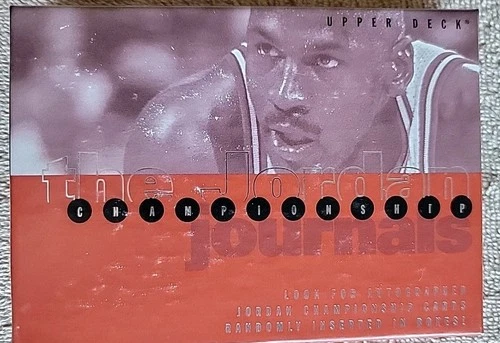 UPPER DECK®
the Jordan
CHAMPIONSHIP
journals
LOOK FOR AUTOGRAPHED
JORDAN CHAMPIONSHIP CARDS
RANDOMLY INSERTED IN BOXES!